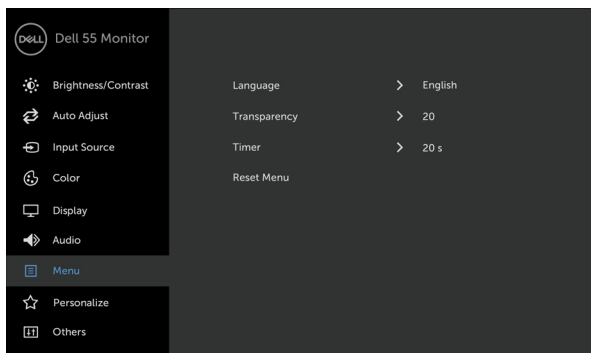 DELL Dell 55 Monitor
Brightness/Contrast
Auto Adjust
Input Source
Color
Display
Audio
Menu
Personalize
Others
Language > English
Transparency > 20
Timer > 20 s
Reset Menu